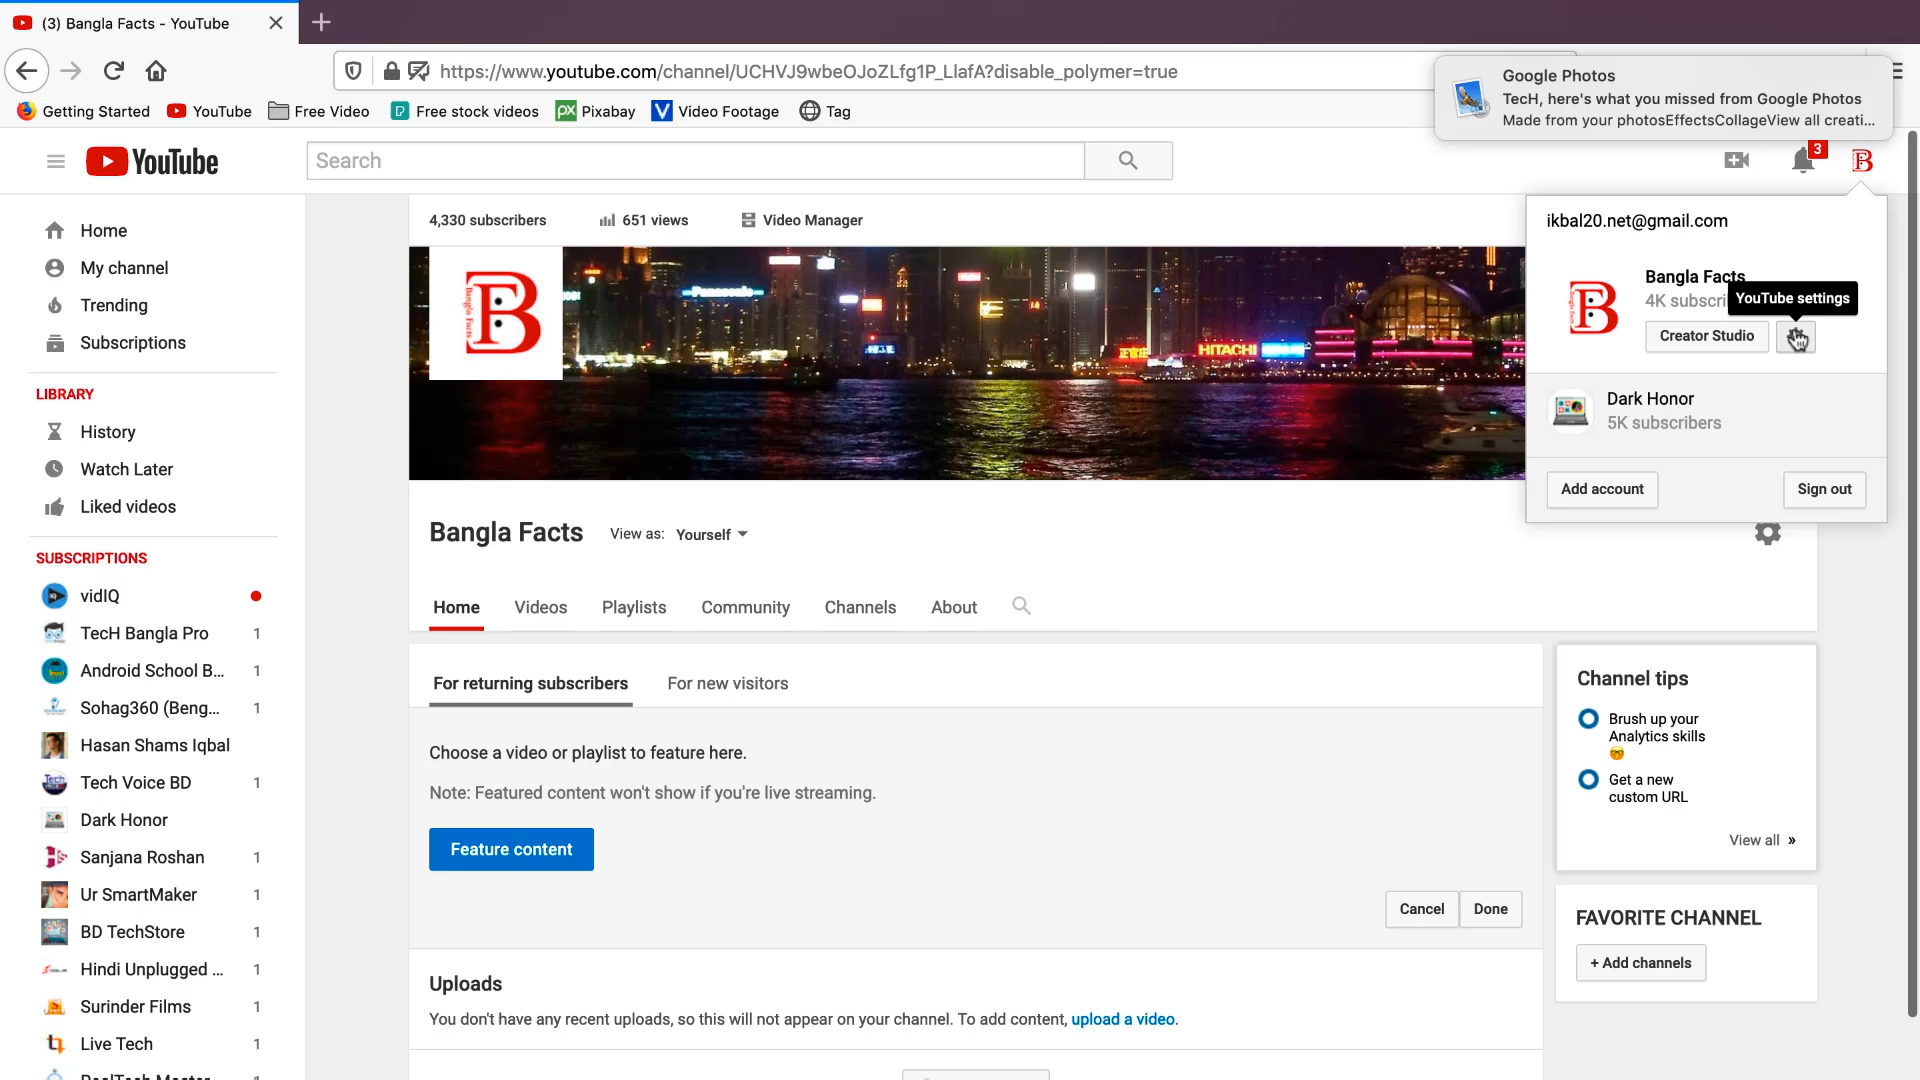 (3) Bangla Facts - YouTube
https://www.youtube.com/channel/UCHVJ9wbeOJoZLfg1P_LlafA?disable_polymer=true
Google Photos
TecH, here's what you missed from Google Photos
Made from your photosEffectsCollageView all creati...
Getting Started
YouTube
Free Video
Free stock videos
Pixabay
Video Footage
Tag
YouTube
Search
3
Home
My channel
Trending
Subscriptions
LIBRARY
History
Watch Later
Liked videos
SUBSCRIPTIONS
vidIQ
TecH Bangla Pro 1
Android School B... 1
Sohag360 (Beng... 1
Hasan Shams Iqbal
Tech Voice BD 1
Dark Honor
Sanjana Roshan 1
Ur SmartMaker 1
BD TechStore 1
Hindi Unplugged ... 1
Surinder Films 1
Live Tech 1
4,330 subscribers
651 views
Video Manager
B
Bangla Facts
Panasonic
HITACHI
ikbal20.net@gmail.com
Bangla Facts
4K subscri
YouTube settings
Creator Studio
Dark Honor
5K subscribers
Add account
Sign out
Bangla Facts
View as: Yourself
Home
Videos
Playlists
Community
Channels
About
For returning subscribers
For new visitors
Choose a video or playlist to feature here.
Note: Featured content won't show if you're live streaming.
Feature content
Cancel
Done
Uploads
You don't have any recent uploads, so this will not appear on your channel. To add content, upload a video.
Channel tips
Brush up your
Analytics skills
Get a new
custom URL
View all »
FAVORITE CHANNEL
+ Add channels